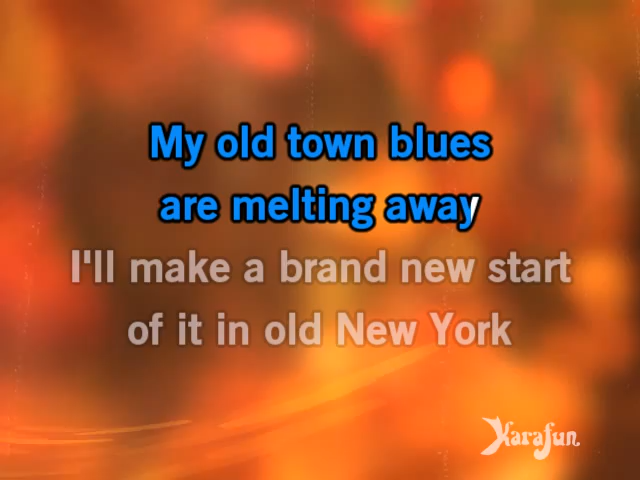 My old town blues
are melting away
I'll make a brand new start
of it in old New York
Karafun